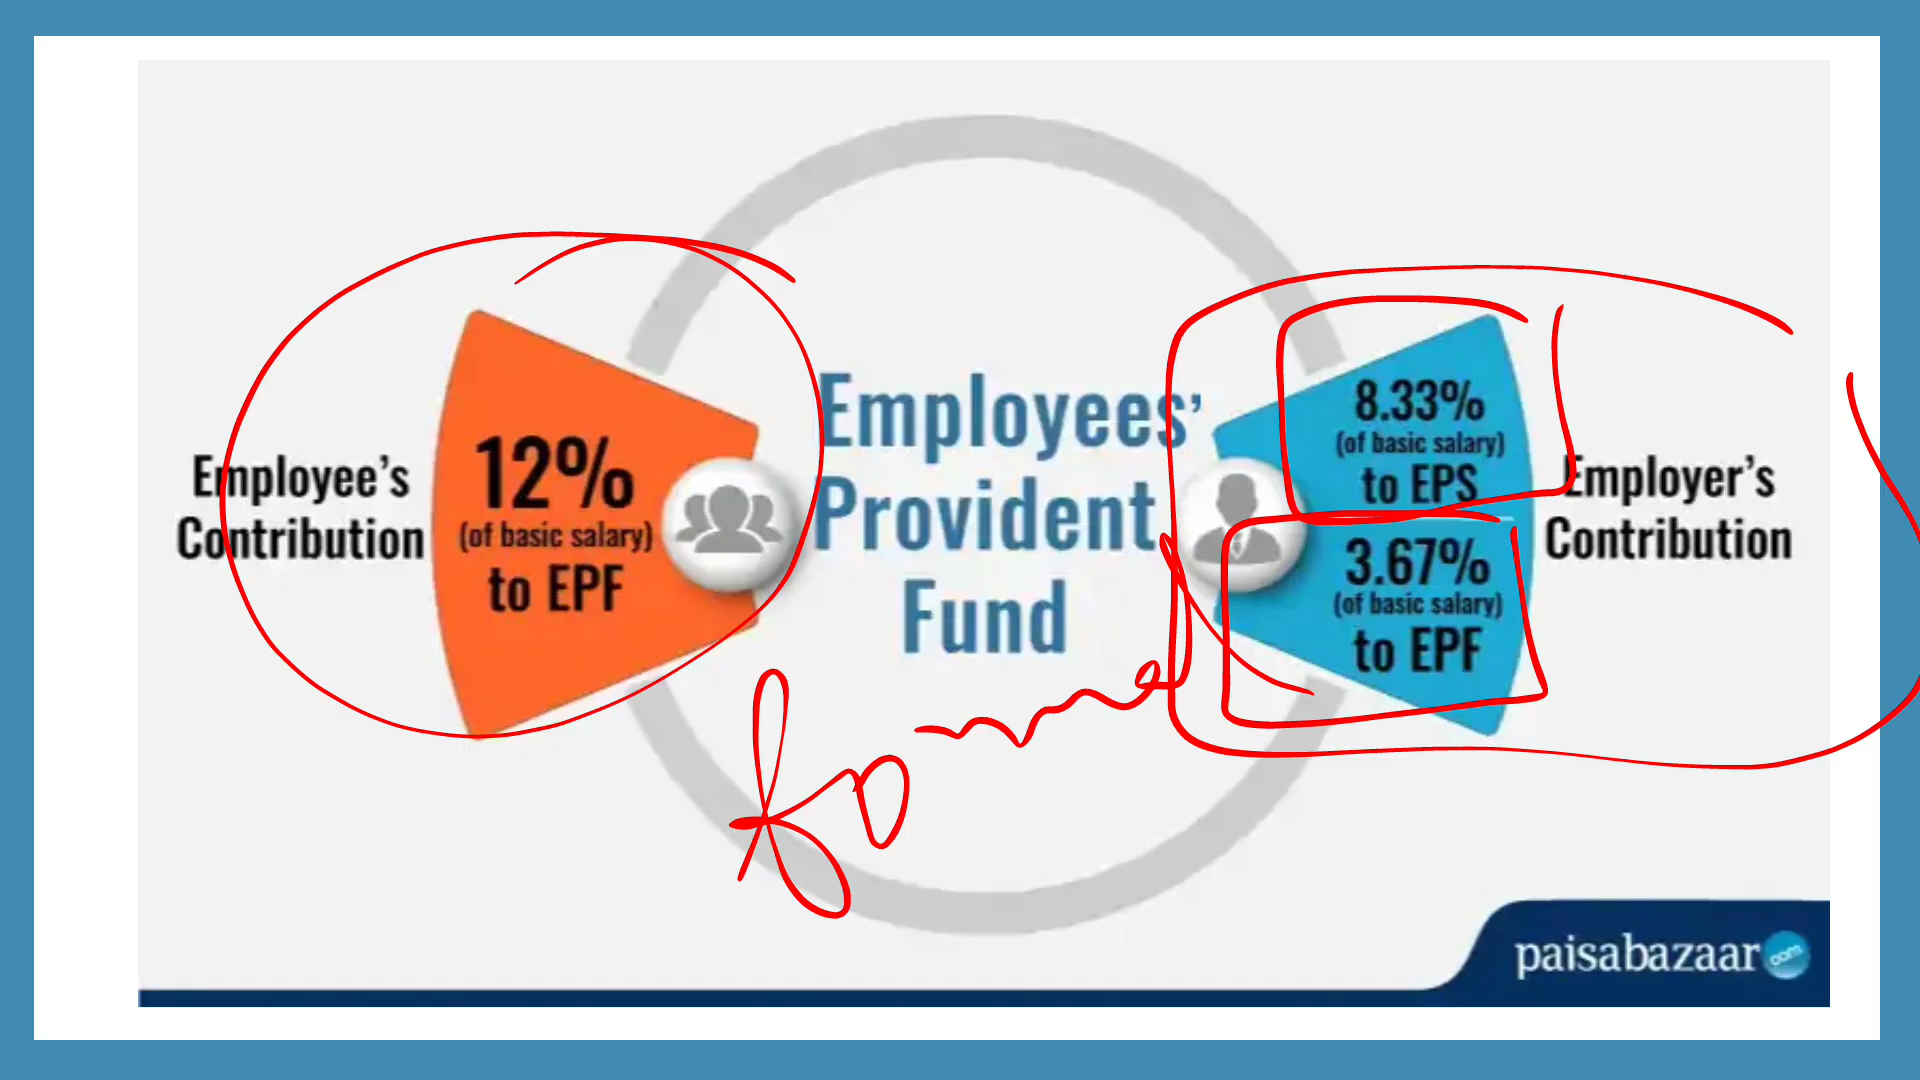 Employee's
Contribution
12%
(of basic salary)
to EPF
Employees'
Provident
Fund
8.33%
(of basic salary)
to EPS
3.67%
(of basic salary)
to EPF
Employer's
Contribution
paisabazaar
com